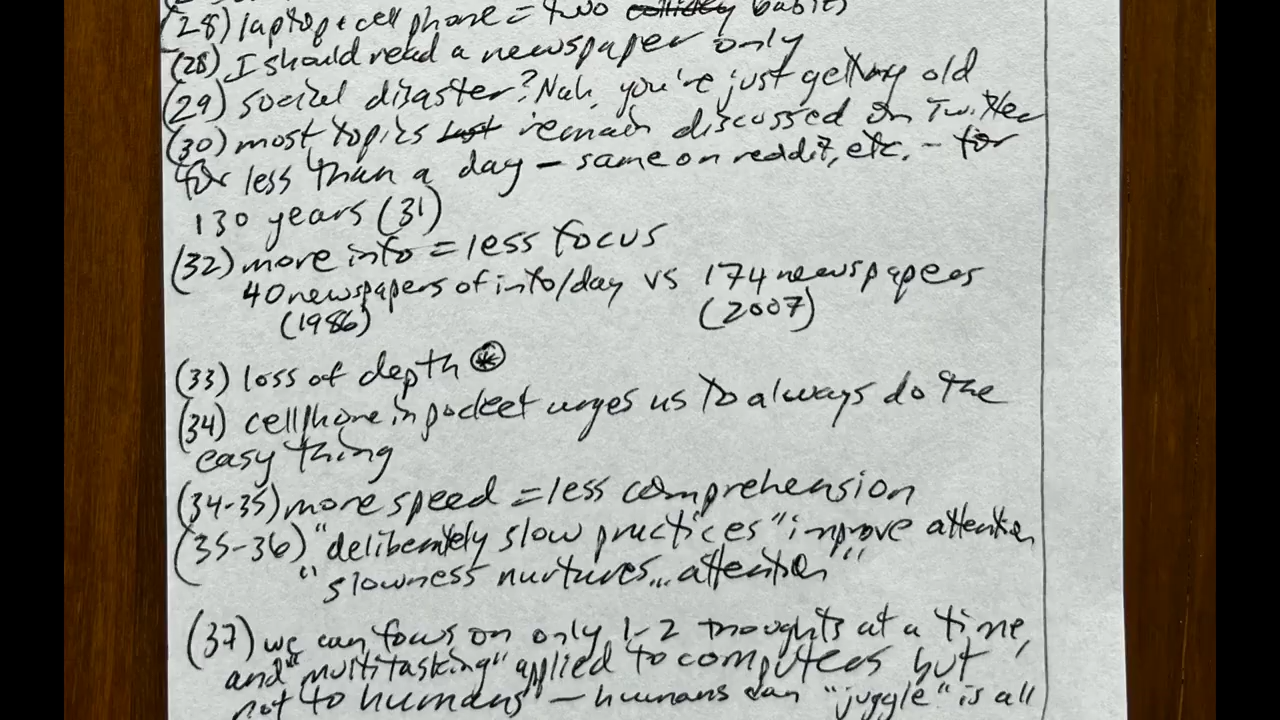 (28) laptop + cell phone = two babies
(28) I should read a newspaper only
(29) social disaster? Nah, you're just getting old
(30) most topics last remain discussed on Twitter
for less than a day – same on reddit, etc. – for
130 years (31)
(32) more info = less focus
40 newspapers of info/day vs 174 newspapers
(1986) (2007)
(33) loss of depth
(34) cellphone in pocket urges us to always do the
easy thing
(34-35) more speed = less comprehension
(35-36) "deliberately slow practices" improve attention
"slowness nurtures... attention"
(37) we can focus on only 1-2 thoughts at a time,
and "multitasking" applied to computers but
not to humans" – humans can "juggle" is all